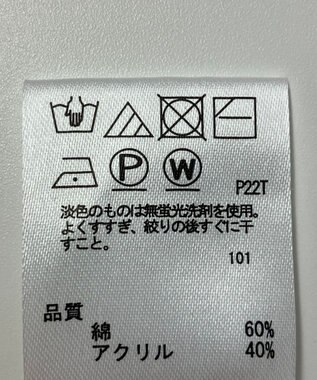 P W P22T
淡色のものは無蛍光洗剤を使用。
よくすすぎ、絞りの後すぐに干
すこと。
101
品質
綿 60%
アクリル 40%